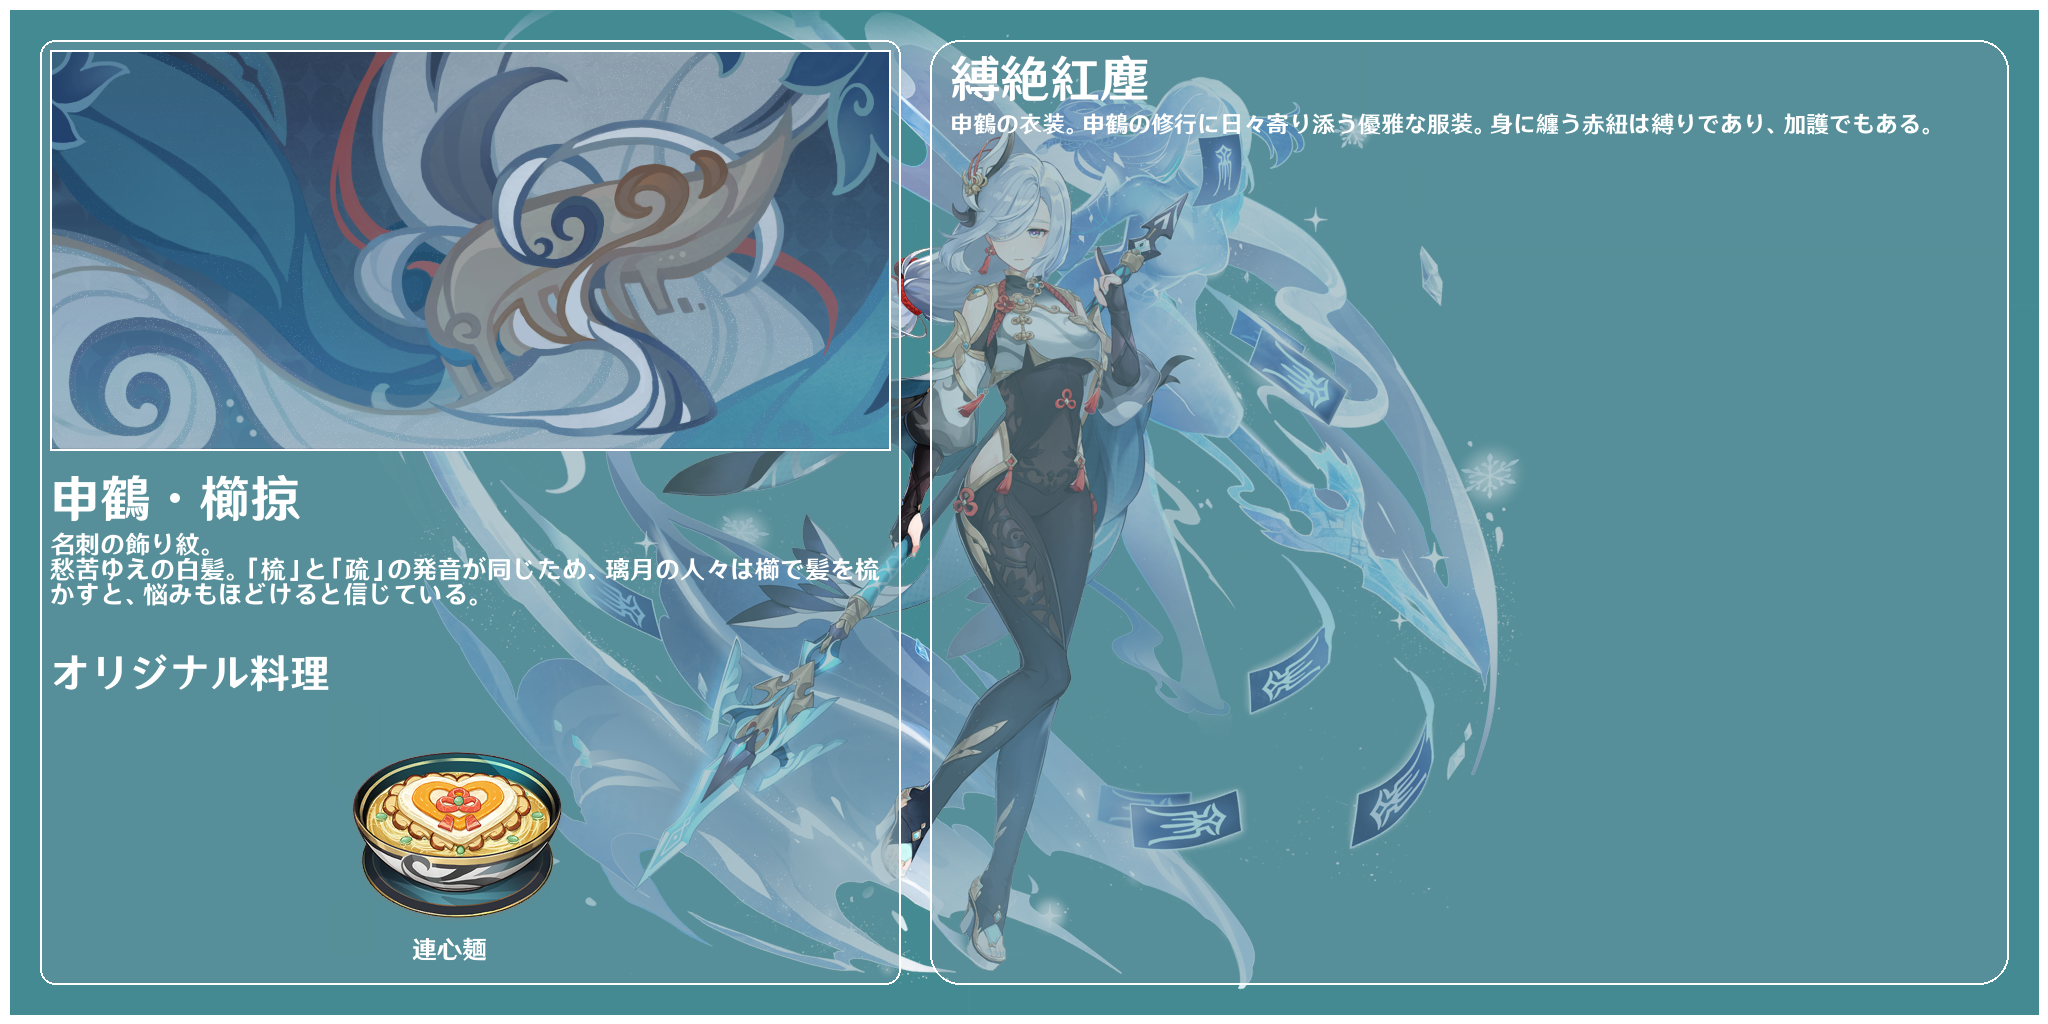 申鶴・櫛掠
名刺の飾り紋。
愁苦ゆえの白髪。「梳」と「疏」の発音が同じため、璃月の人々は櫛で髪を梳
かすと、悩みもほどけると信じている。
オリジナル料理
連心麺
縛絶紅塵
申鶴の衣装。申鶴の修行に日々寄り添う優雅な服装。身に纏う赤紐は縛りであり、加護でもある。